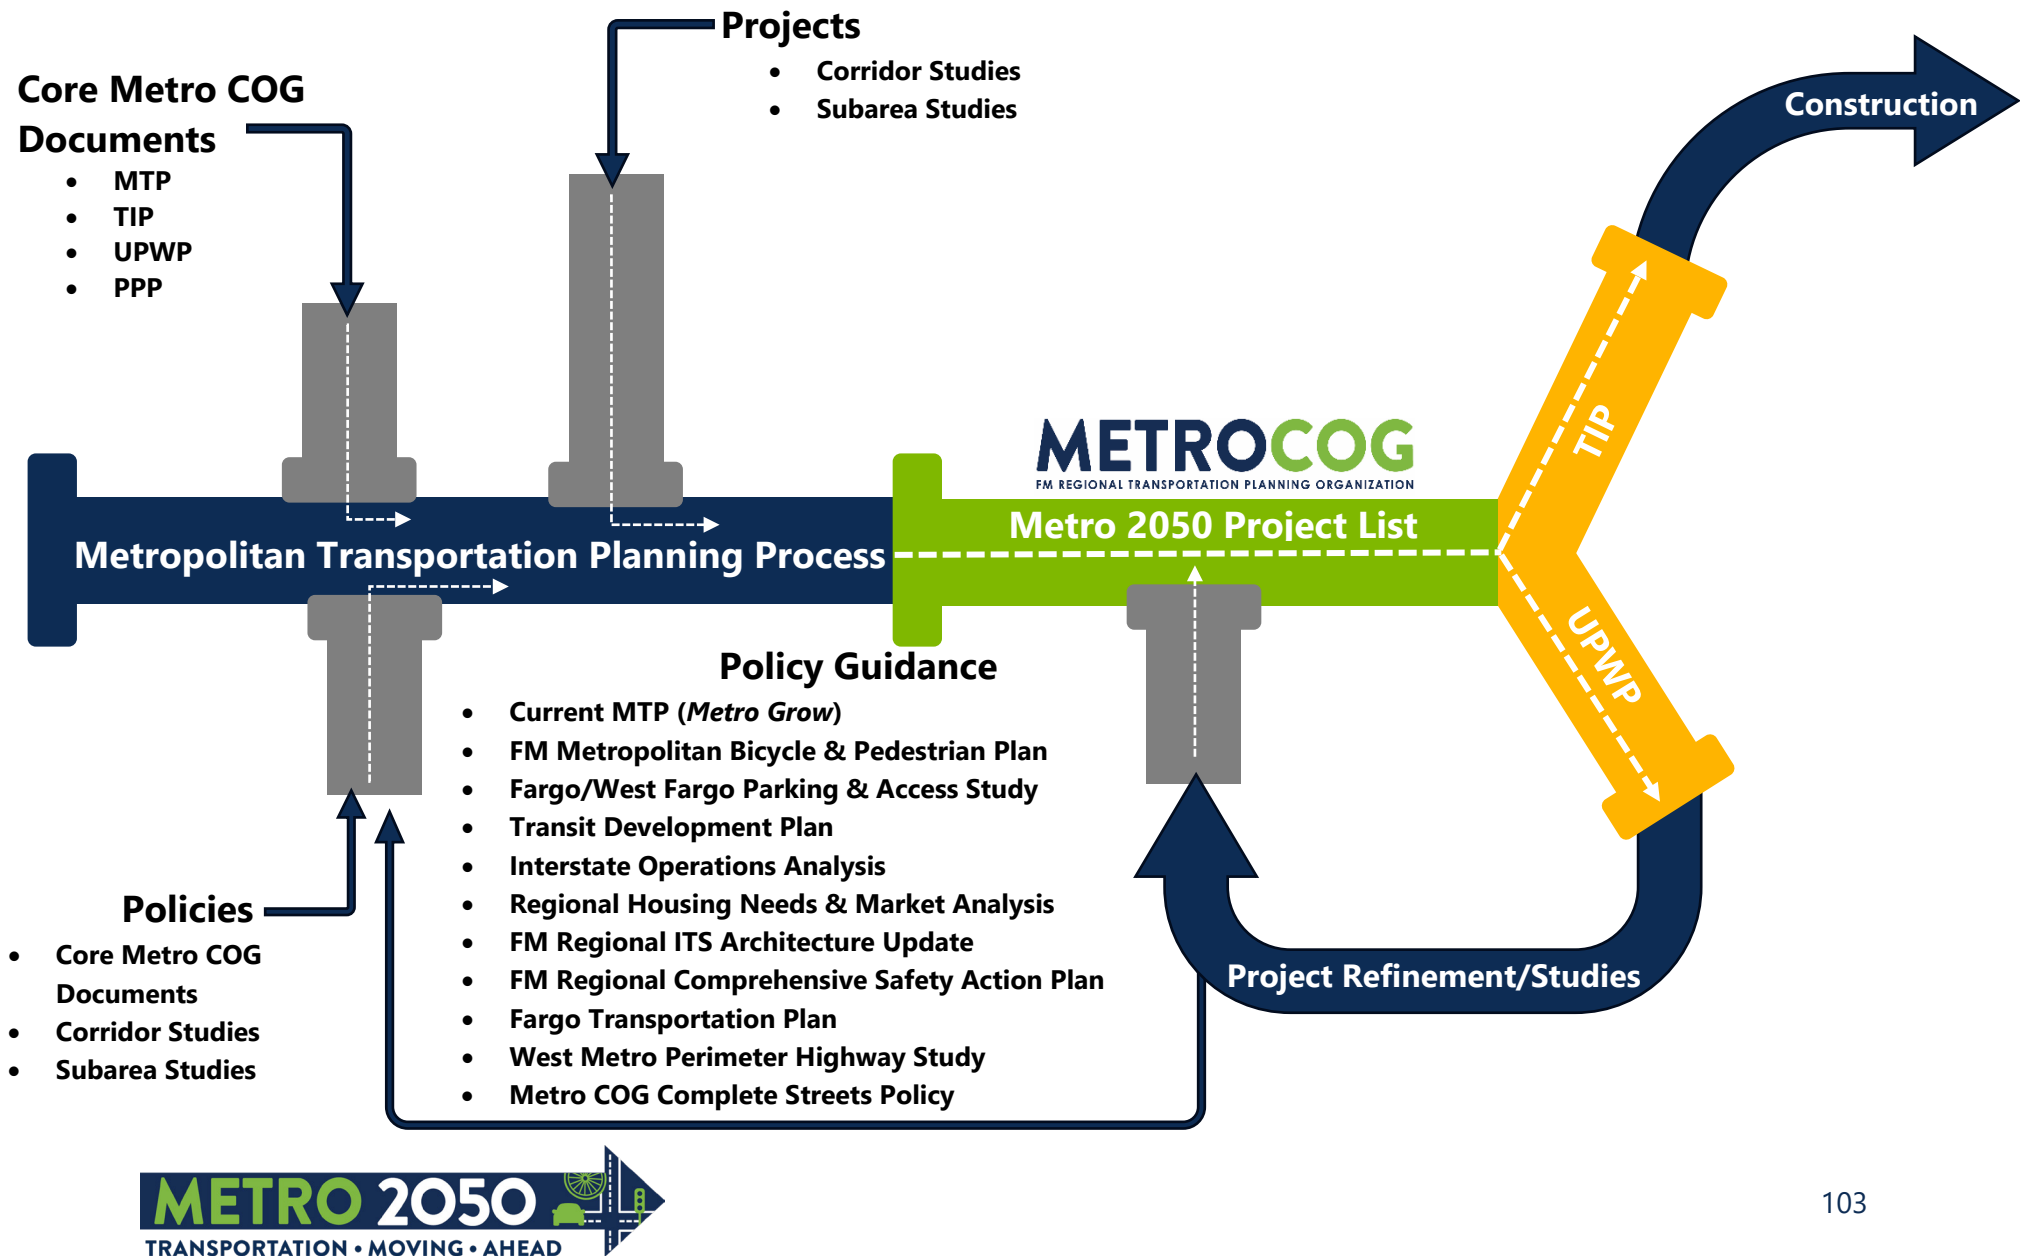 Projects
• Corridor Studies
• Subarea Studies
Core Metro COG
Documents
• MTP
• TIP
• UPWP
• PPP
Construction
TIP
METROCOG
FM REGIONAL TRANSPORTATION PLANNING ORGANIZATION
Metro 2050 Project List
Metropolitan Transportation Planning Process
UPWP
Policy Guidance
• Current MTP (Metro Grow)
• FM Metropolitan Bicycle & Pedestrian Plan
• Fargo/West Fargo Parking & Access Study
• Transit Development Plan
• Interstate Operations Analysis
• Regional Housing Needs & Market Analysis
• FM Regional ITS Architecture Update
• FM Regional Comprehensive Safety Action Plan
• Fargo Transportation Plan
• West Metro Perimeter Highway Study
• Metro COG Complete Streets Policy
Policies
• Core Metro COG
Documents
• Corridor Studies
• Subarea Studies
Project Refinement/Studies
METRO 2050
TRANSPORTATION • MOVING • AHEAD
103